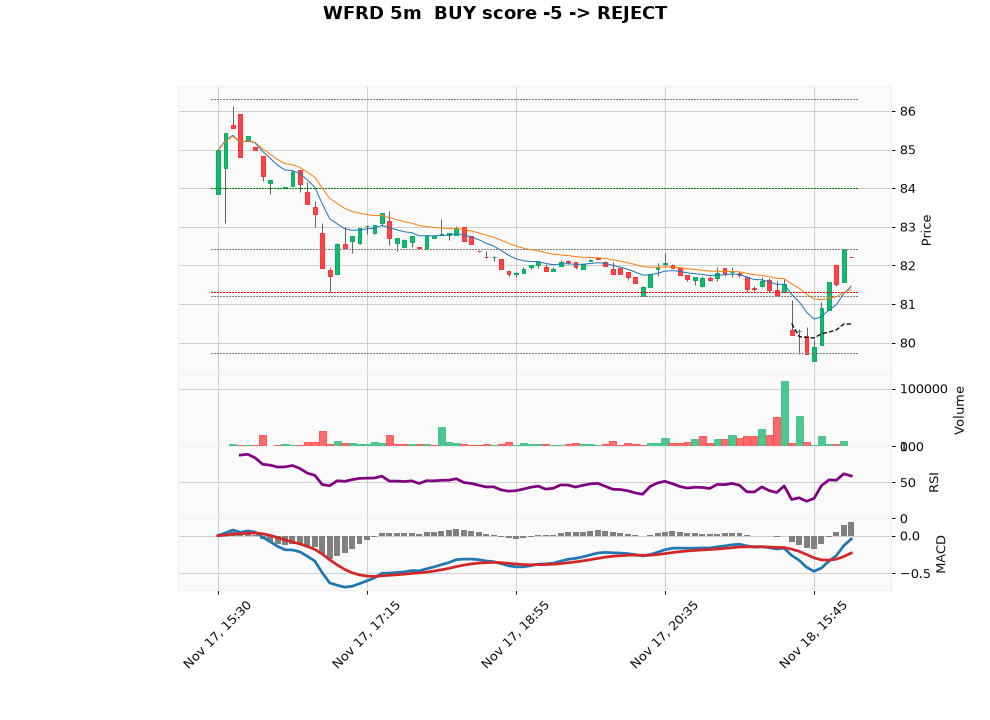 WFRD 5m  BUY score -5 -> REJECT
86
85
84
83
82
81
80
Price
100000
0
Volume
100
50
0
RSI
0.0
−0.5
MACD
Nov 17, 15:30
Nov 17, 17:15
Nov 17, 18:55
Nov 17, 20:35
Nov 18, 15:45